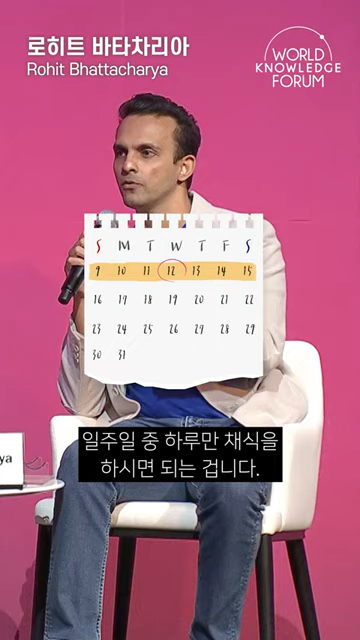 로히트 바타차리아
Rohit Bhattacharya
WORLD
KNOWLEDGE
FORUM
S M T W T F S
9 10 11 12 13 14 15
16 17 18 19 20 21 22
23 24 25 26 27 28 29
30 31
일주일 중 하루만 채식을
하시면 되는 겁니다.
ya